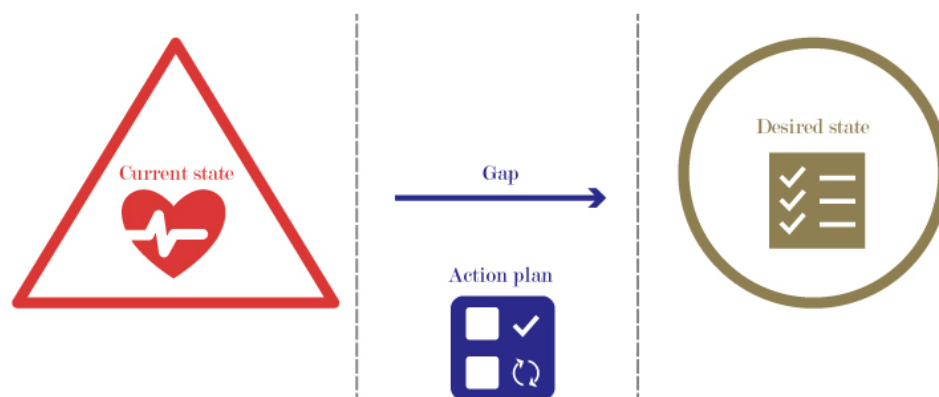 Current state
Gap
Action plan
Desired state